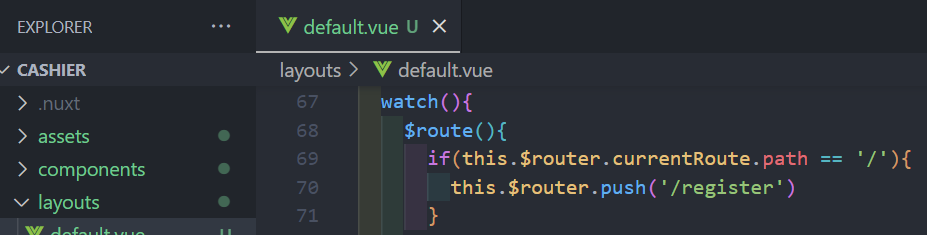 EXPLORER ...
default.vue U ×
CASHIER
layouts > default.vue
.nuxt
assets
components
layouts
default.vue U
67 watch(){
68 $route(){
69 if(this.$router.currentRoute.path == '/'){
70 this.$router.push('/register')
71 }